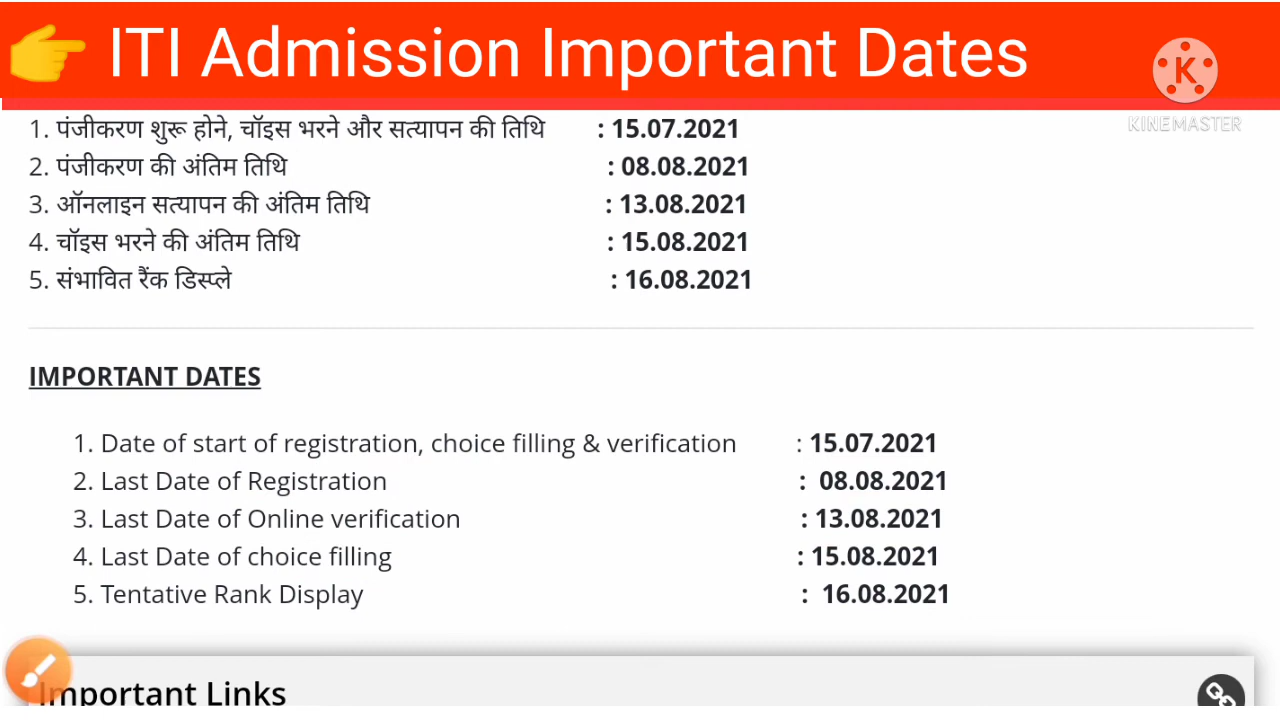 👉 ITI Admission Important Dates
K
KINEMASTER
1. पंजीकरण शुरू होने, चॉइस भरने और सत्यापन की तिथि : 15.07.2021
2. पंजीकरण की अंतिम तिथि : 08.08.2021
3. ऑनलाइन सत्यापन की अंतिम तिथि : 13.08.2021
4. चॉइस भरने की अंतिम तिथि : 15.08.2021
5. संभावित रैंक डिस्प्ले : 16.08.2021
IMPORTANT DATES
1. Date of start of registration, choice filling & verification : 15.07.2021
2. Last Date of Registration : 08.08.2021
3. Last Date of Online verification : 13.08.2021
4. Last Date of choice filling : 15.08.2021
5. Tentative Rank Display : 16.08.2021
Important Links